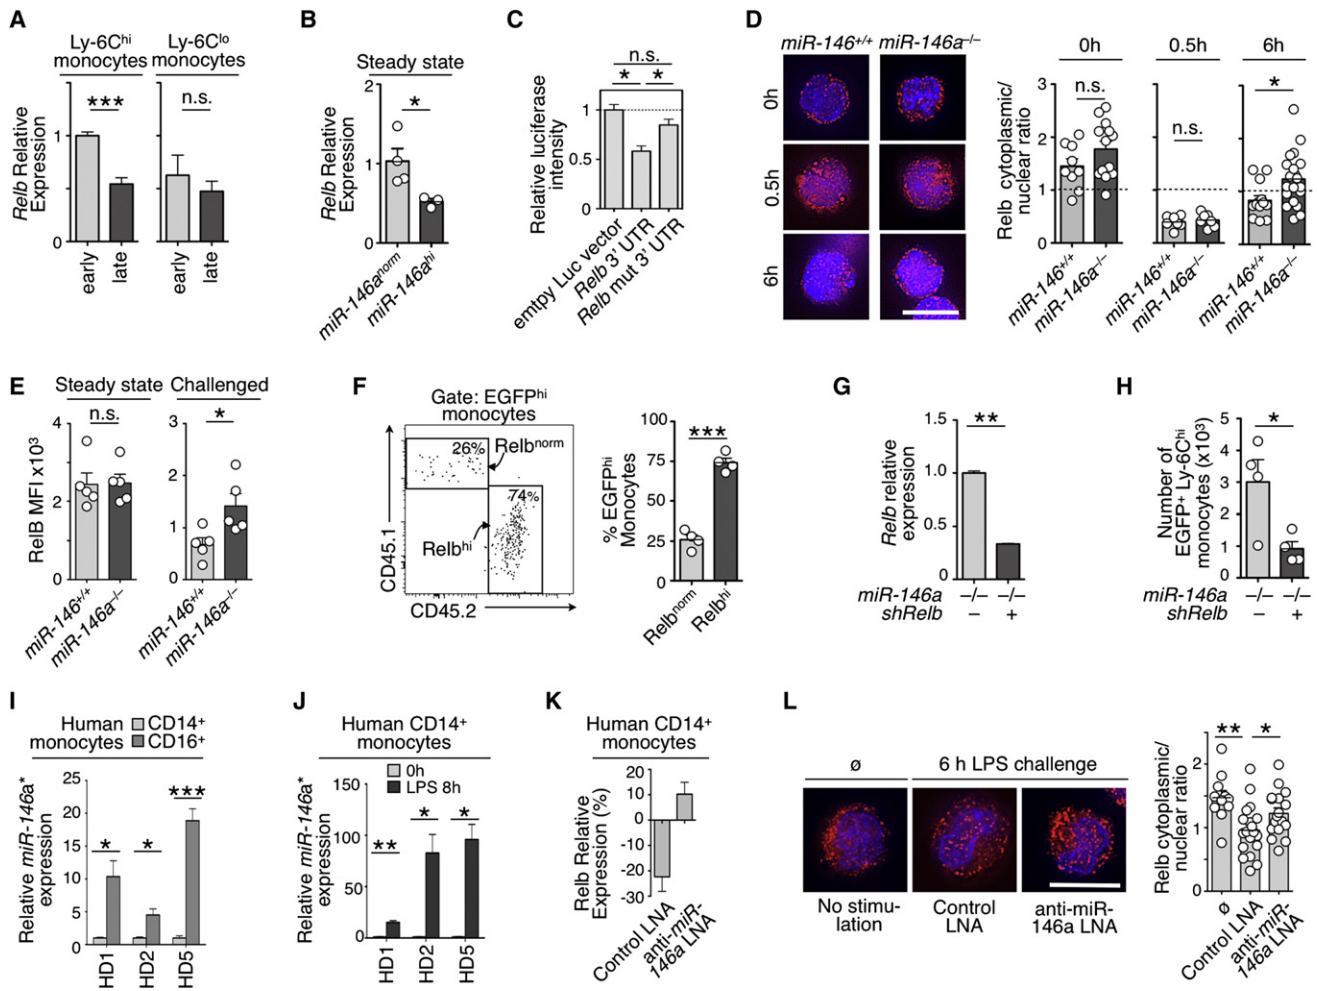 A
Ly-6Chi
monocytes
Ly-6Clo
monocytes
***
n.s.
Relb Relative
Expression
1
0
early
late
early
late
B
Steady state
*
Relb Relative
Expression
2
1
0
miR-146anorm
miR-146ahi
C
n.s.
*
*
Relative luciferase
intensity
1
0.5
0
emtpy Luc vector
Relb 3' UTR
Relb mut 3' UTR
D
miR-146+/+
miR-146a–/–
0h
0.5h
6h
0h
0.5h
6h
n.s.
n.s.
*
Relb cytoplasmic/
nuclear ratio
3
2
1
0
miR-146+/+
miR-146a–/–
miR-146+/+
miR-146a–/–
miR-146+/+
miR-146a–/–
E
Steady state
Challenged
n.s.
*
RelB MFI x10³
4
2
0
3
2
1
0
miR-146+/+
miR-146a–/–
miR-146+/+
miR-146a–/–
F
Gate: EGFPhi
monocytes
26%
Relbnorm
74%
Relbhi
CD45.1
CD45.2
***
% EGFPhi
Monocytes
100
75
50
25
0
Relbnorm
Relbhi
G
**
Relb relative
expression
1.5
1.0
0.5
0
miR-146a
–/–
–/–
shRelb
–
+
H
*
Number of
EGFP+ Ly-6Chi
monocytes (x10³)
5
4
3
2
1
0
miR-146a
–/–
–/–
shRelb
–
+
I
Human
monocytes
CD14+
CD16+
*
*
***
Relative miR-146a*
expression
25
20
15
10
5
0
HD1
HD2
HD5
J
Human CD14+
monocytes
0h
LPS 8h
**
*
*
Relative miR-146a*
expression
150
100
50
0
HD1
HD2
HD5
K
Human CD14+
monocytes
Relb Relative
Expression (%)
20
10
0
-10
-20
-30
Control LNA
anti-miR-
146a LNA
L
ø
6 h LPS challenge
No stimu-
lation
Control
LNA
anti-miR-
146a LNA
**
*
Relb cytoplasmic/
nuclear ratio
2
1
0
ø
Control LNA
anti-miR-
146a LNA